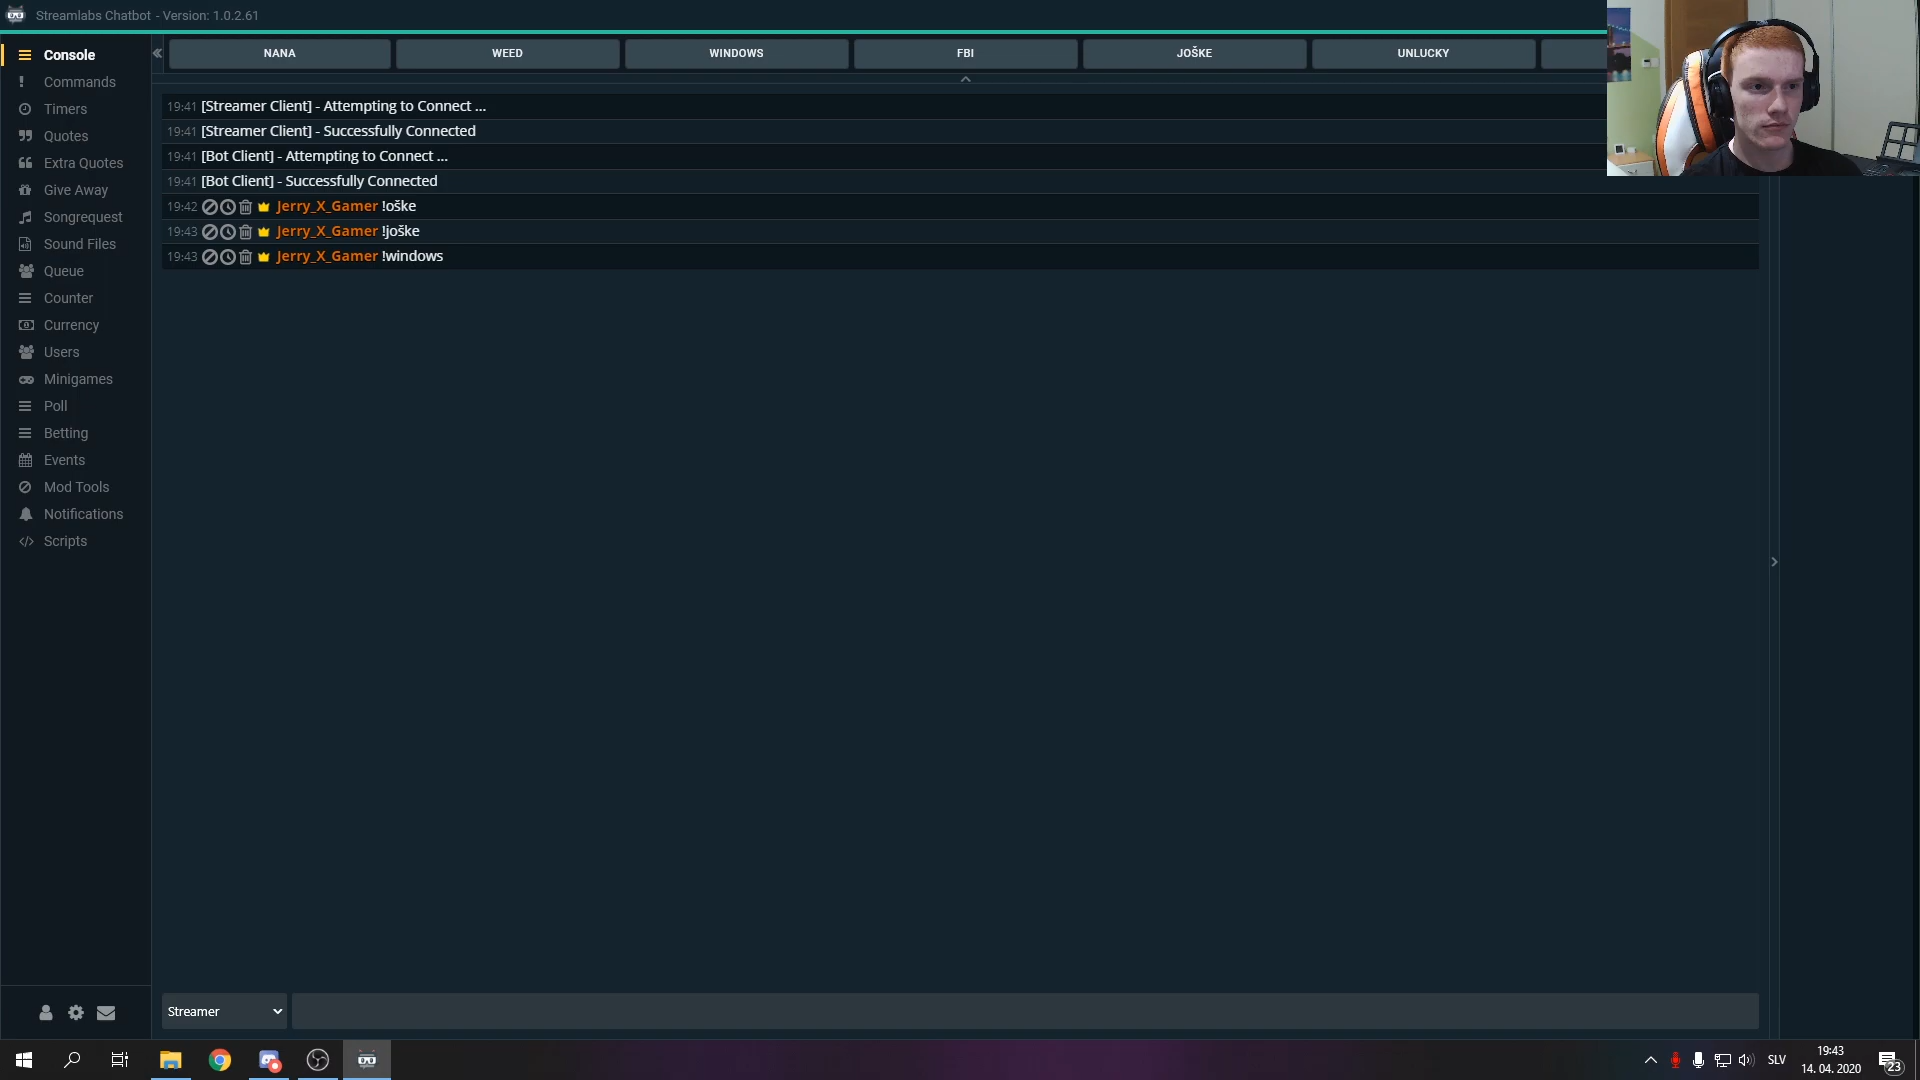 Streamlabs Chatbot - Version: 1.0.2.61
Console
Commands
Timers
Quotes
Extra Quotes
Give Away
Songrequest
Sound Files
Queue
Counter
Currency
Users
Minigames
Poll
Betting
Events
Mod Tools
Notifications
Scripts
NANA WEED WINDOWS FBI JOŠKE UNLUCKY
19:41 [Streamer Client] - Attempting to Connect ...
19:41 [Streamer Client] - Successfully Connected
19:41 [Bot Client] - Attempting to Connect ...
19:41 [Bot Client] - Successfully Connected
19:42 Jerry_X_Gamer !oške
19:43 Jerry_X_Gamer !joške
19:43 Jerry_X_Gamer !windows
Streamer
SLV
19:43
14. 04. 2020
23